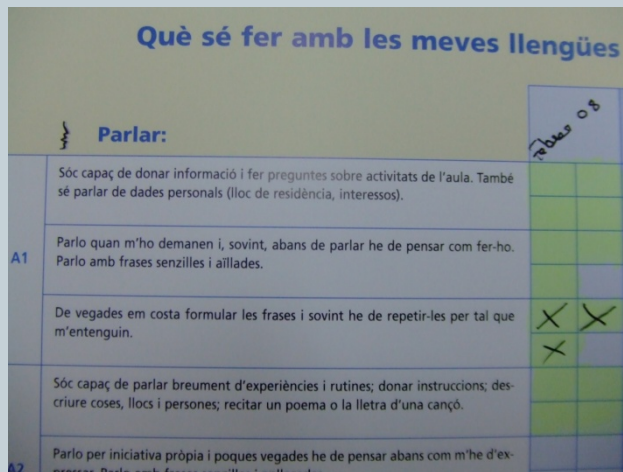 Què sé fer amb les meves llengües
Parlar:
08
Sóc capaç de donar informació i fer preguntes sobre activitats de l'aula. També
sé parlar de dades personals (lloc de residència, interessos).
A1
Parlo quan m'ho demanen i, sovint, abans de parlar he de pensar com fer-ho.
Parlo amb frases senzilles i aïllades.
De vegades em costa formular les frases i sovint he de repetir-les per tal que
m'entenguin.
X X
X
Sóc capaç de parlar breument d'experiències i rutines; donar instruccions; des-
criure coses, llocs i persones; recitar un poema o la lletra d'una cançó.
A2
Parlo per iniciativa pròpia i poques vegades he de pensar abans com m'he d'ex-